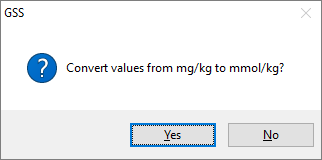 GSS
Convert values from mg/kg to mmol/kg?
Yes
No